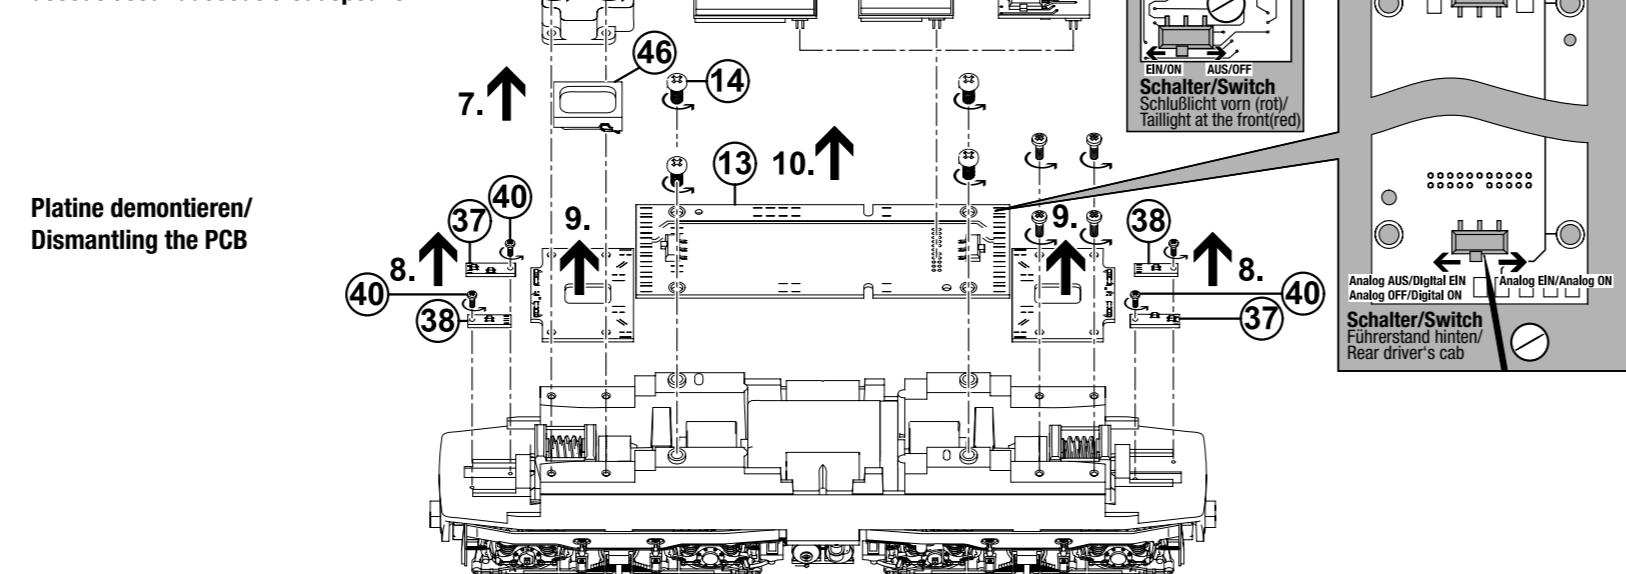 46
14
7.
EIN/ON AUS/OFF
Schalter/Switch
Schlußlicht vorn (rot)/
Taillight at the front(red)
13
10.
Platine demontieren/
Dismantling the PCB
40
37
9.
9.
38
8.
8.
40
40
38
37
Analog AUS/DIgItal EIN
Analog OFF/Digital ON
Analog EIN/Analog ON
Schalter/Switch
Führerstand hinten/
Rear driver's cab